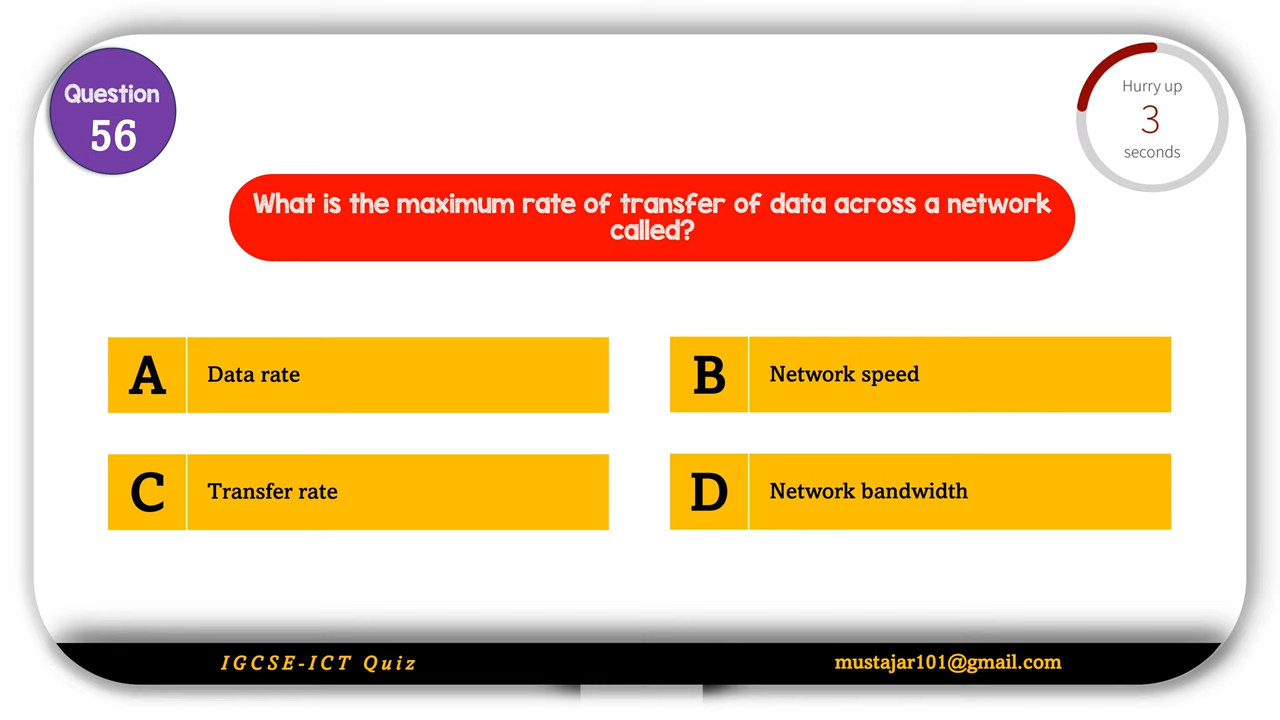 Question
56
Hurry up
3
seconds
What is the maximum rate of transfer of data across a network
called?
A Data rate
B Network speed
C Transfer rate
D Network bandwidth
IGCSE-ICT Quiz
mustajar101@gmail.com